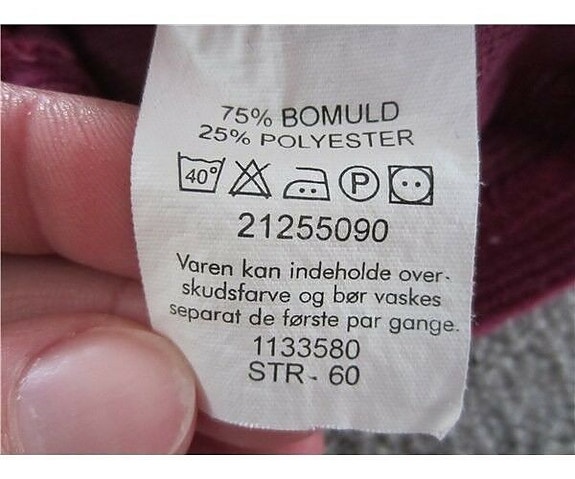 75% BOMULD
25% POLYESTER
40° P
21255090
Varen kan indeholde over-
skudsfarve og bør vaskes
separat de første par gange.
1133580
STR- 60